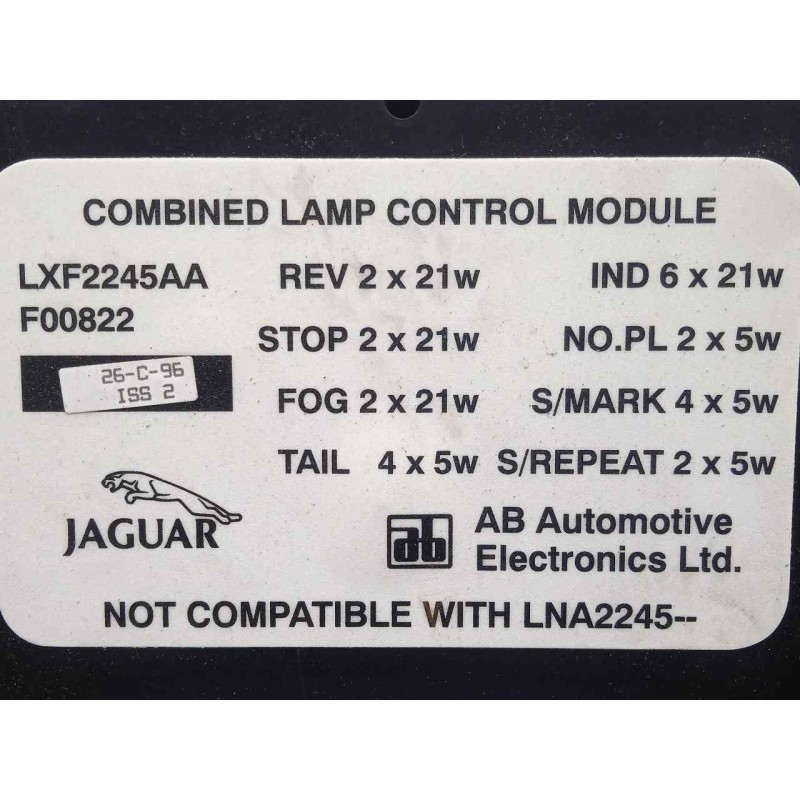 COMBINED LAMP CONTROL MODULE
LXF2245AA REV 2 x 21w IND 6 x 21w
F00822 STOP 2 x 21w NO.PL 2 x 5w
26-C-96
ISS 2
FOG 2 x 21w S/MARK 4 x 5w
TAIL 4 x 5w S/REPEAT 2 x 5w
JAGUAR
ab AB Automotive
Electronics Ltd.
NOT COMPATIBLE WITH LNA2245--